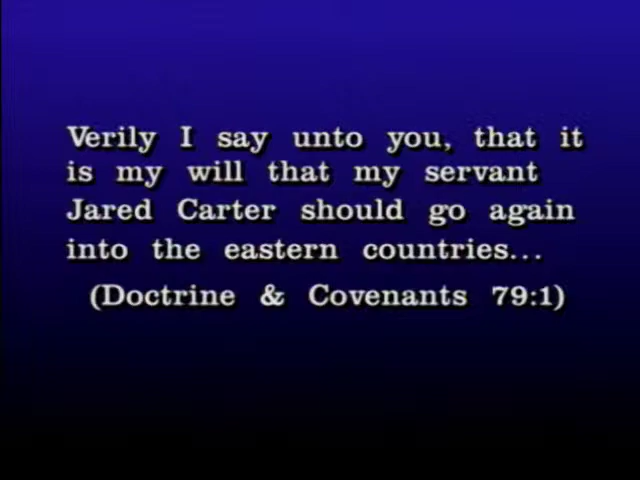 Verily I say unto you, that it
is my will that my servant
Jared Carter should go again
into the eastern countries...
(Doctrine & Covenants 79:1)